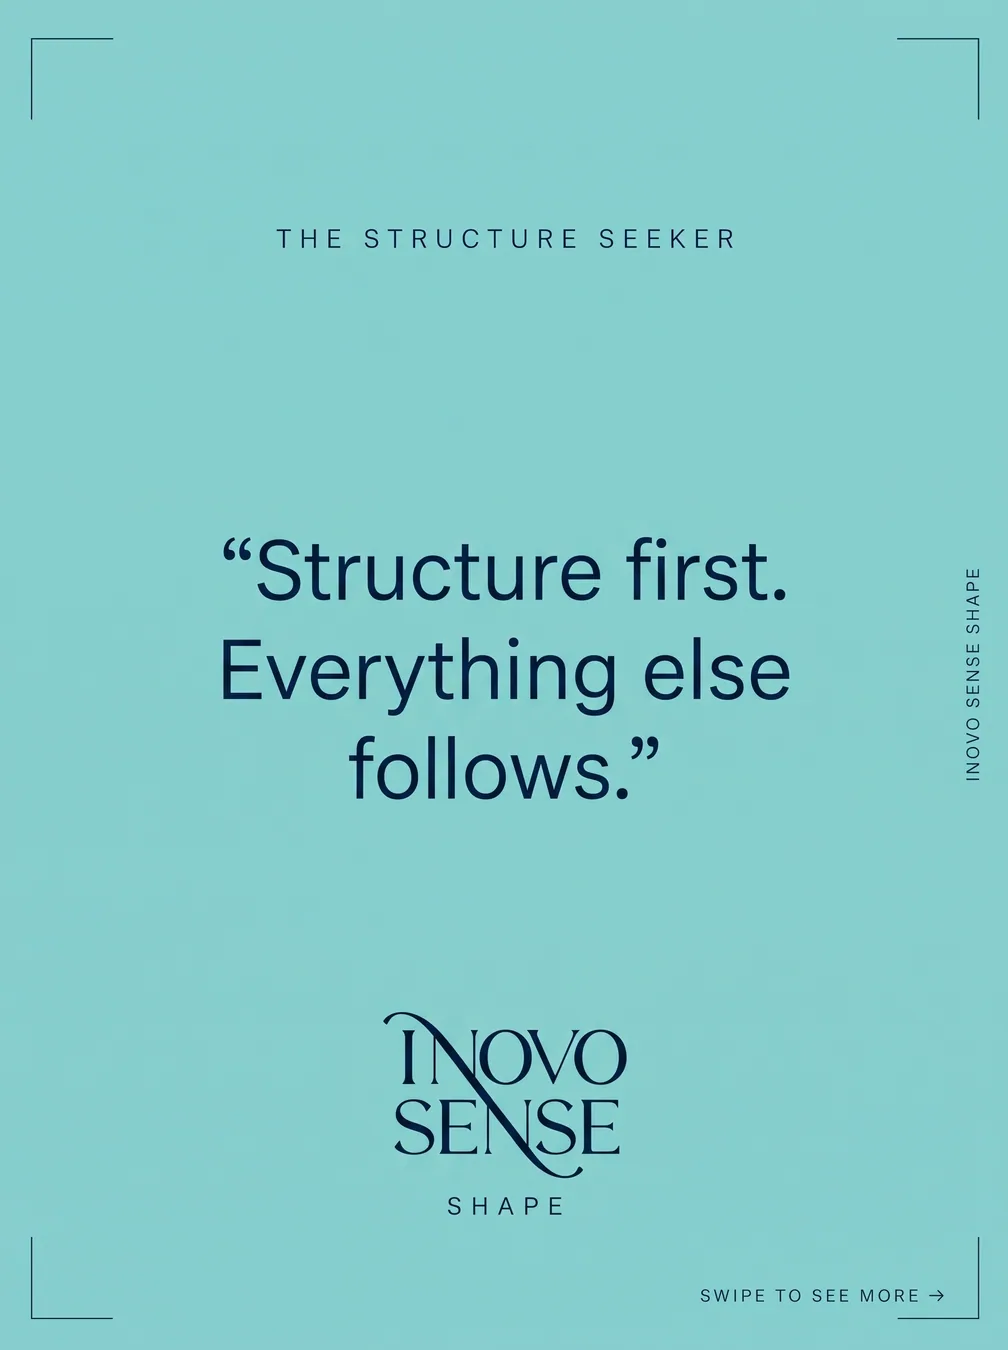 THE STRUCTURE SEEKER
“Structure first.
Everything else
follows.”
INOVO SENSE SHAPE
INOVO
SENSE
SHAPE
SWIPE TO SEE MORE →